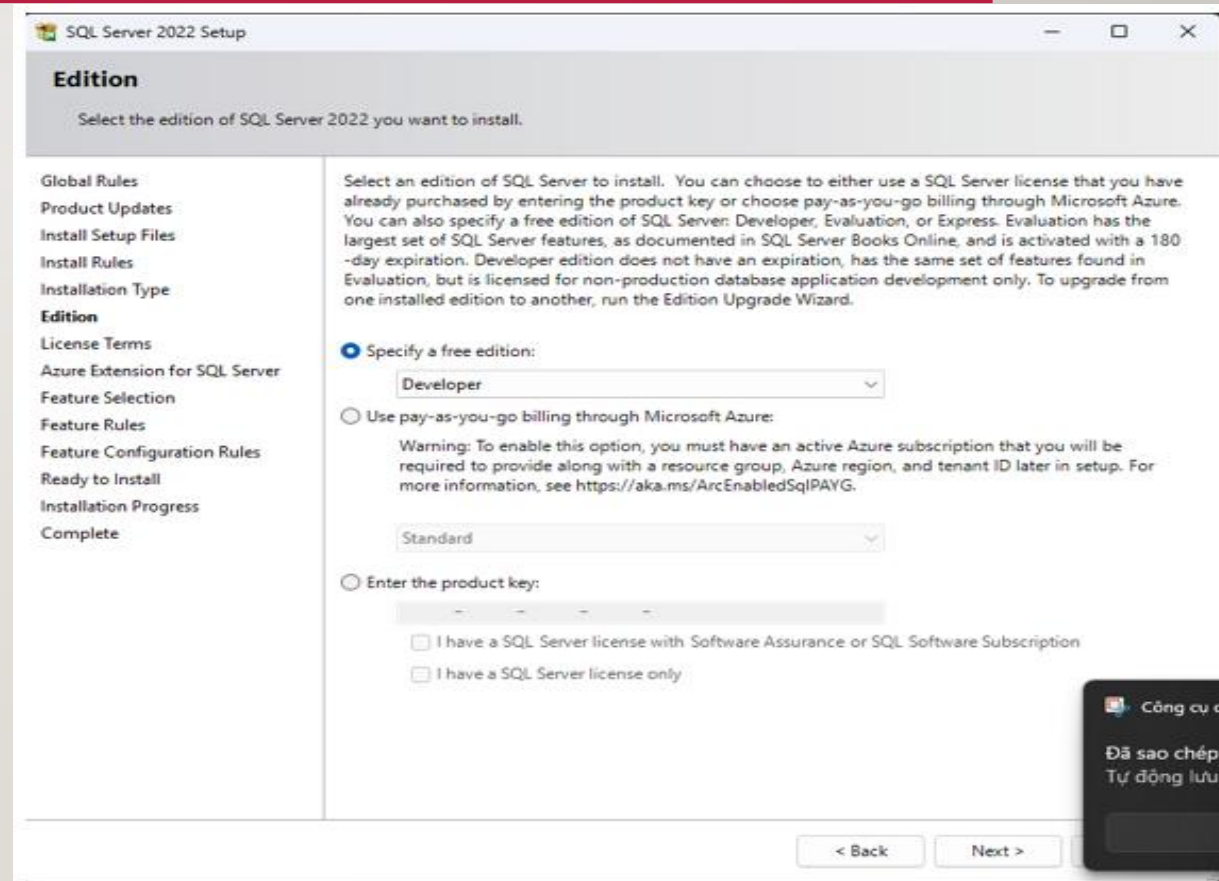 SQL Server 2022 Setup
Edition
Select the edition of SQL Server 2022 you want to install.
Global Rules
Product Updates
Install Setup Files
Install Rules
Installation Type
Edition
License Terms
Azure Extension for SQL Server
Feature Selection
Feature Rules
Feature Configuration Rules
Ready to Install
Installation Progress
Complete
Select an edition of SQL Server to install. You can choose to either use a SQL Server license that you have
already purchased by entering the product key or choose pay-as-you-go billing through Microsoft Azure.
You can also specify a free edition of SQL Server: Developer, Evaluation, or Express. Evaluation has the
largest set of SQL Server features, as documented in SQL Server Books Online, and is activated with a 180
-day expiration. Developer edition does not have an expiration, has the same set of features found in
Evaluation, but is licensed for non-production database application development only. To upgrade from
one installed edition to another, run the Edition Upgrade Wizard.
Specify a free edition:
Developer
Use pay-as-you-go billing through Microsoft Azure:
Warning: To enable this option, you must have an active Azure subscription that you will be
required to provide along with a resource group, Azure region, and tenant ID later in setup. For
more information, see https://aka.ms/ArcEnabledSqlPAYG.
Standard
Enter the product key:
- - - -
I have a SQL Server license with Software Assurance or SQL Software Subscription
I have a SQL Server license only
Công cụ
Đã sao chép
Tự động lưu
< Back
Next >